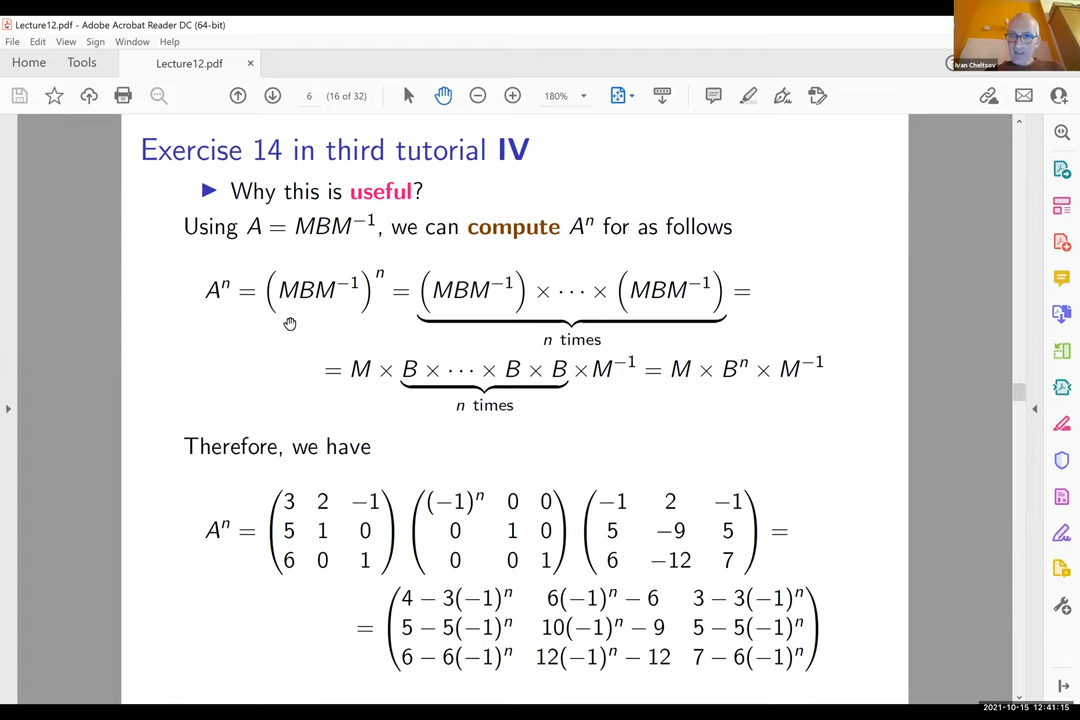 Lecture12.pdf - Adobe Acrobat Reader DC (64-bit)
File Edit View Sign Window Help
Home Tools Lecture12.pdf ×
6 (16 of 32) 180%
Ivan Cheltsov
Exercise 14 in third tutorial IV
▶ Why this is useful?
Using A = MBM⁻¹, we can compute Aⁿ for as follows
Aⁿ = (MBM⁻¹)ⁿ = (MBM⁻¹) × ⋯ × (MBM⁻¹) =
n times
= M × B × ⋯ × B × B × M⁻¹ = M × Bⁿ × M⁻¹
n times
Therefore, we have
3 2 −1 (−1)ⁿ 0 0 −1 2 −1
Aⁿ = 5 1 0 0 1 0 5 −9 5 =
6 0 1 0 0 1 6 −12 7
4 − 3(−1)ⁿ 6(−1)ⁿ − 6 3 − 3(−1)ⁿ
= 5 − 5(−1)ⁿ 10(−1)ⁿ − 9 5 − 5(−1)ⁿ
6 − 6(−1)ⁿ 12(−1)ⁿ − 12 7 − 6(−1)ⁿ
2021-10-15 12:41:15